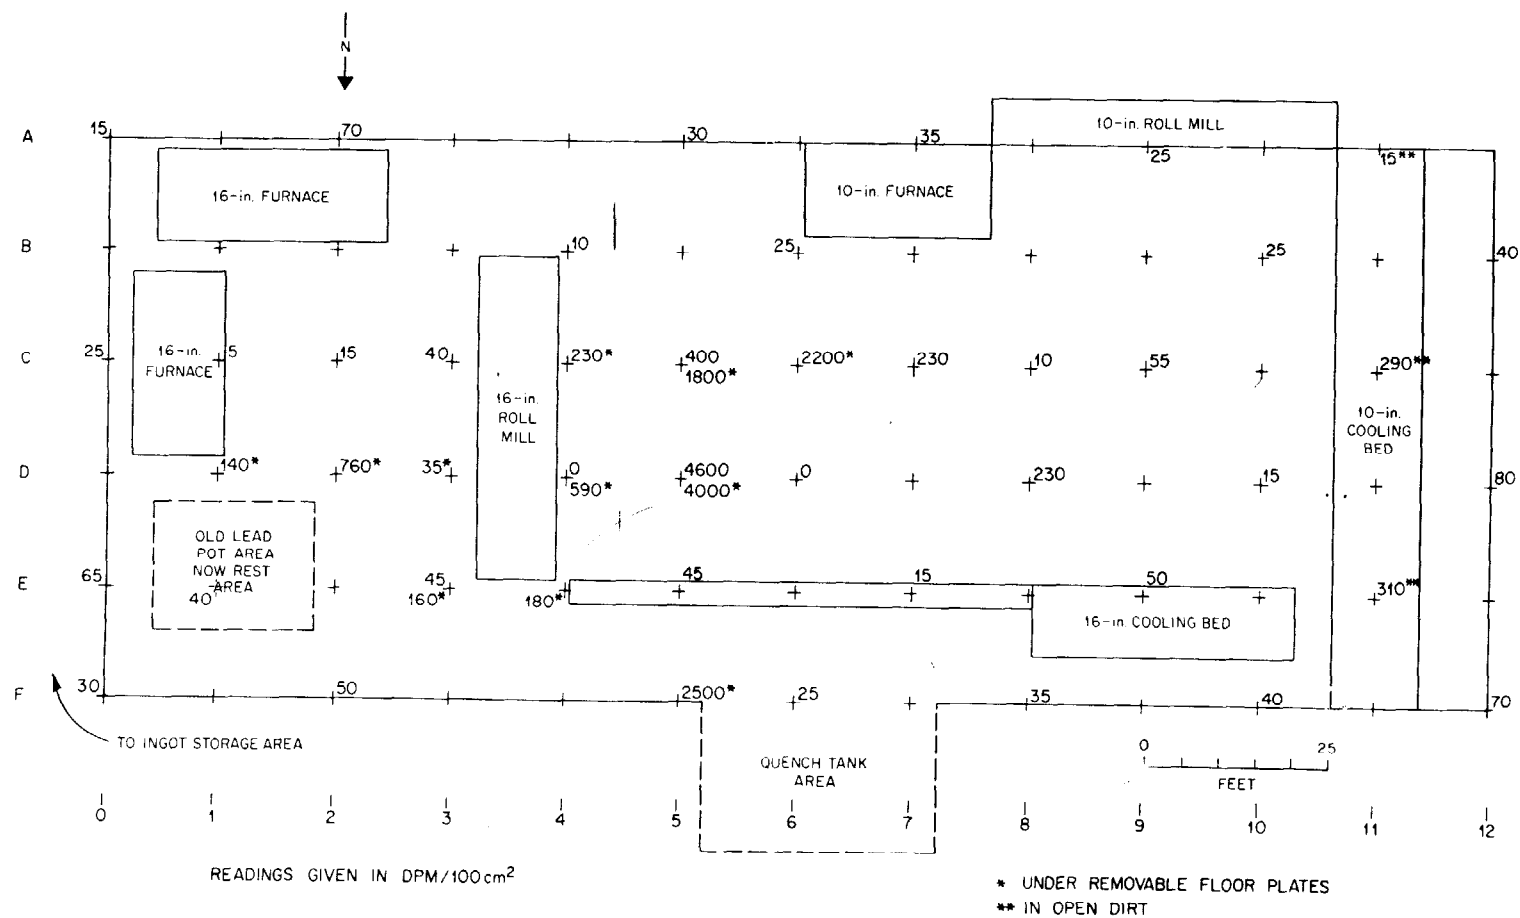 N
A 15 70 30 35
10-in. ROLL MILL
25 15**
16-in. FURNACE
10-in. FURNACE
B 10 25 25 40
C 25 5 15 40 230* 400 2200* 230 10 55 290**
1800*
16-in.
FURNACE
16-in.
ROLL
MILL
10-in.
COOLING
BED
D 140* 760* 35* 0 4600 0 230 15 80
590* 4000*
OLD LEAD
POT AREA
NOW REST
AREA
E 65 45 45 15 50 310**
40 160* 180*
16-in. COOLING BED
F 30 50 2500* 25 35 40 70
TO INGOT STORAGE AREA
QUENCH TANK
AREA
0 25
FEET
0 1 2 3 4 5 6 7 8 9 10 11 12
READINGS GIVEN IN DPM/100cm²
* UNDER REMOVABLE FLOOR PLATES
** IN OPEN DIRT